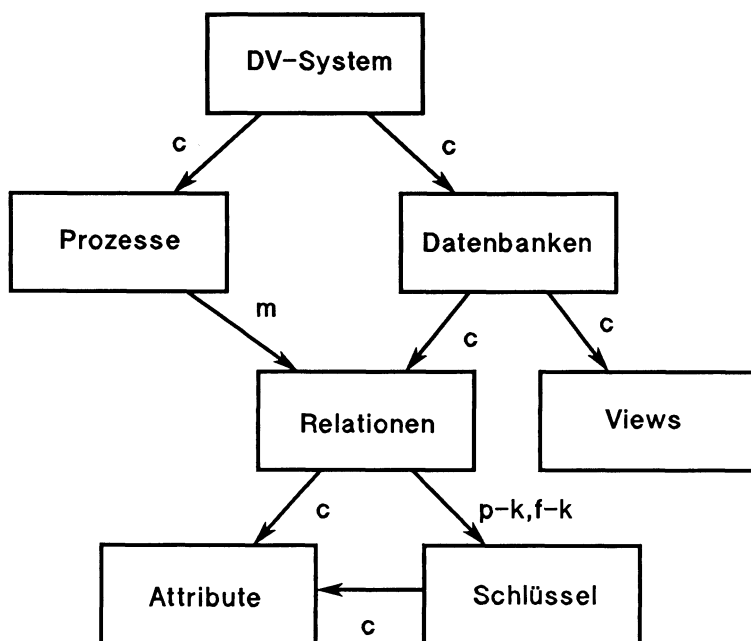 DV-System
c
c
Prozesse
Datenbanken
m
c
c
Relationen
Views
c
p-k,f-k
Attribute
Schlüssel
c